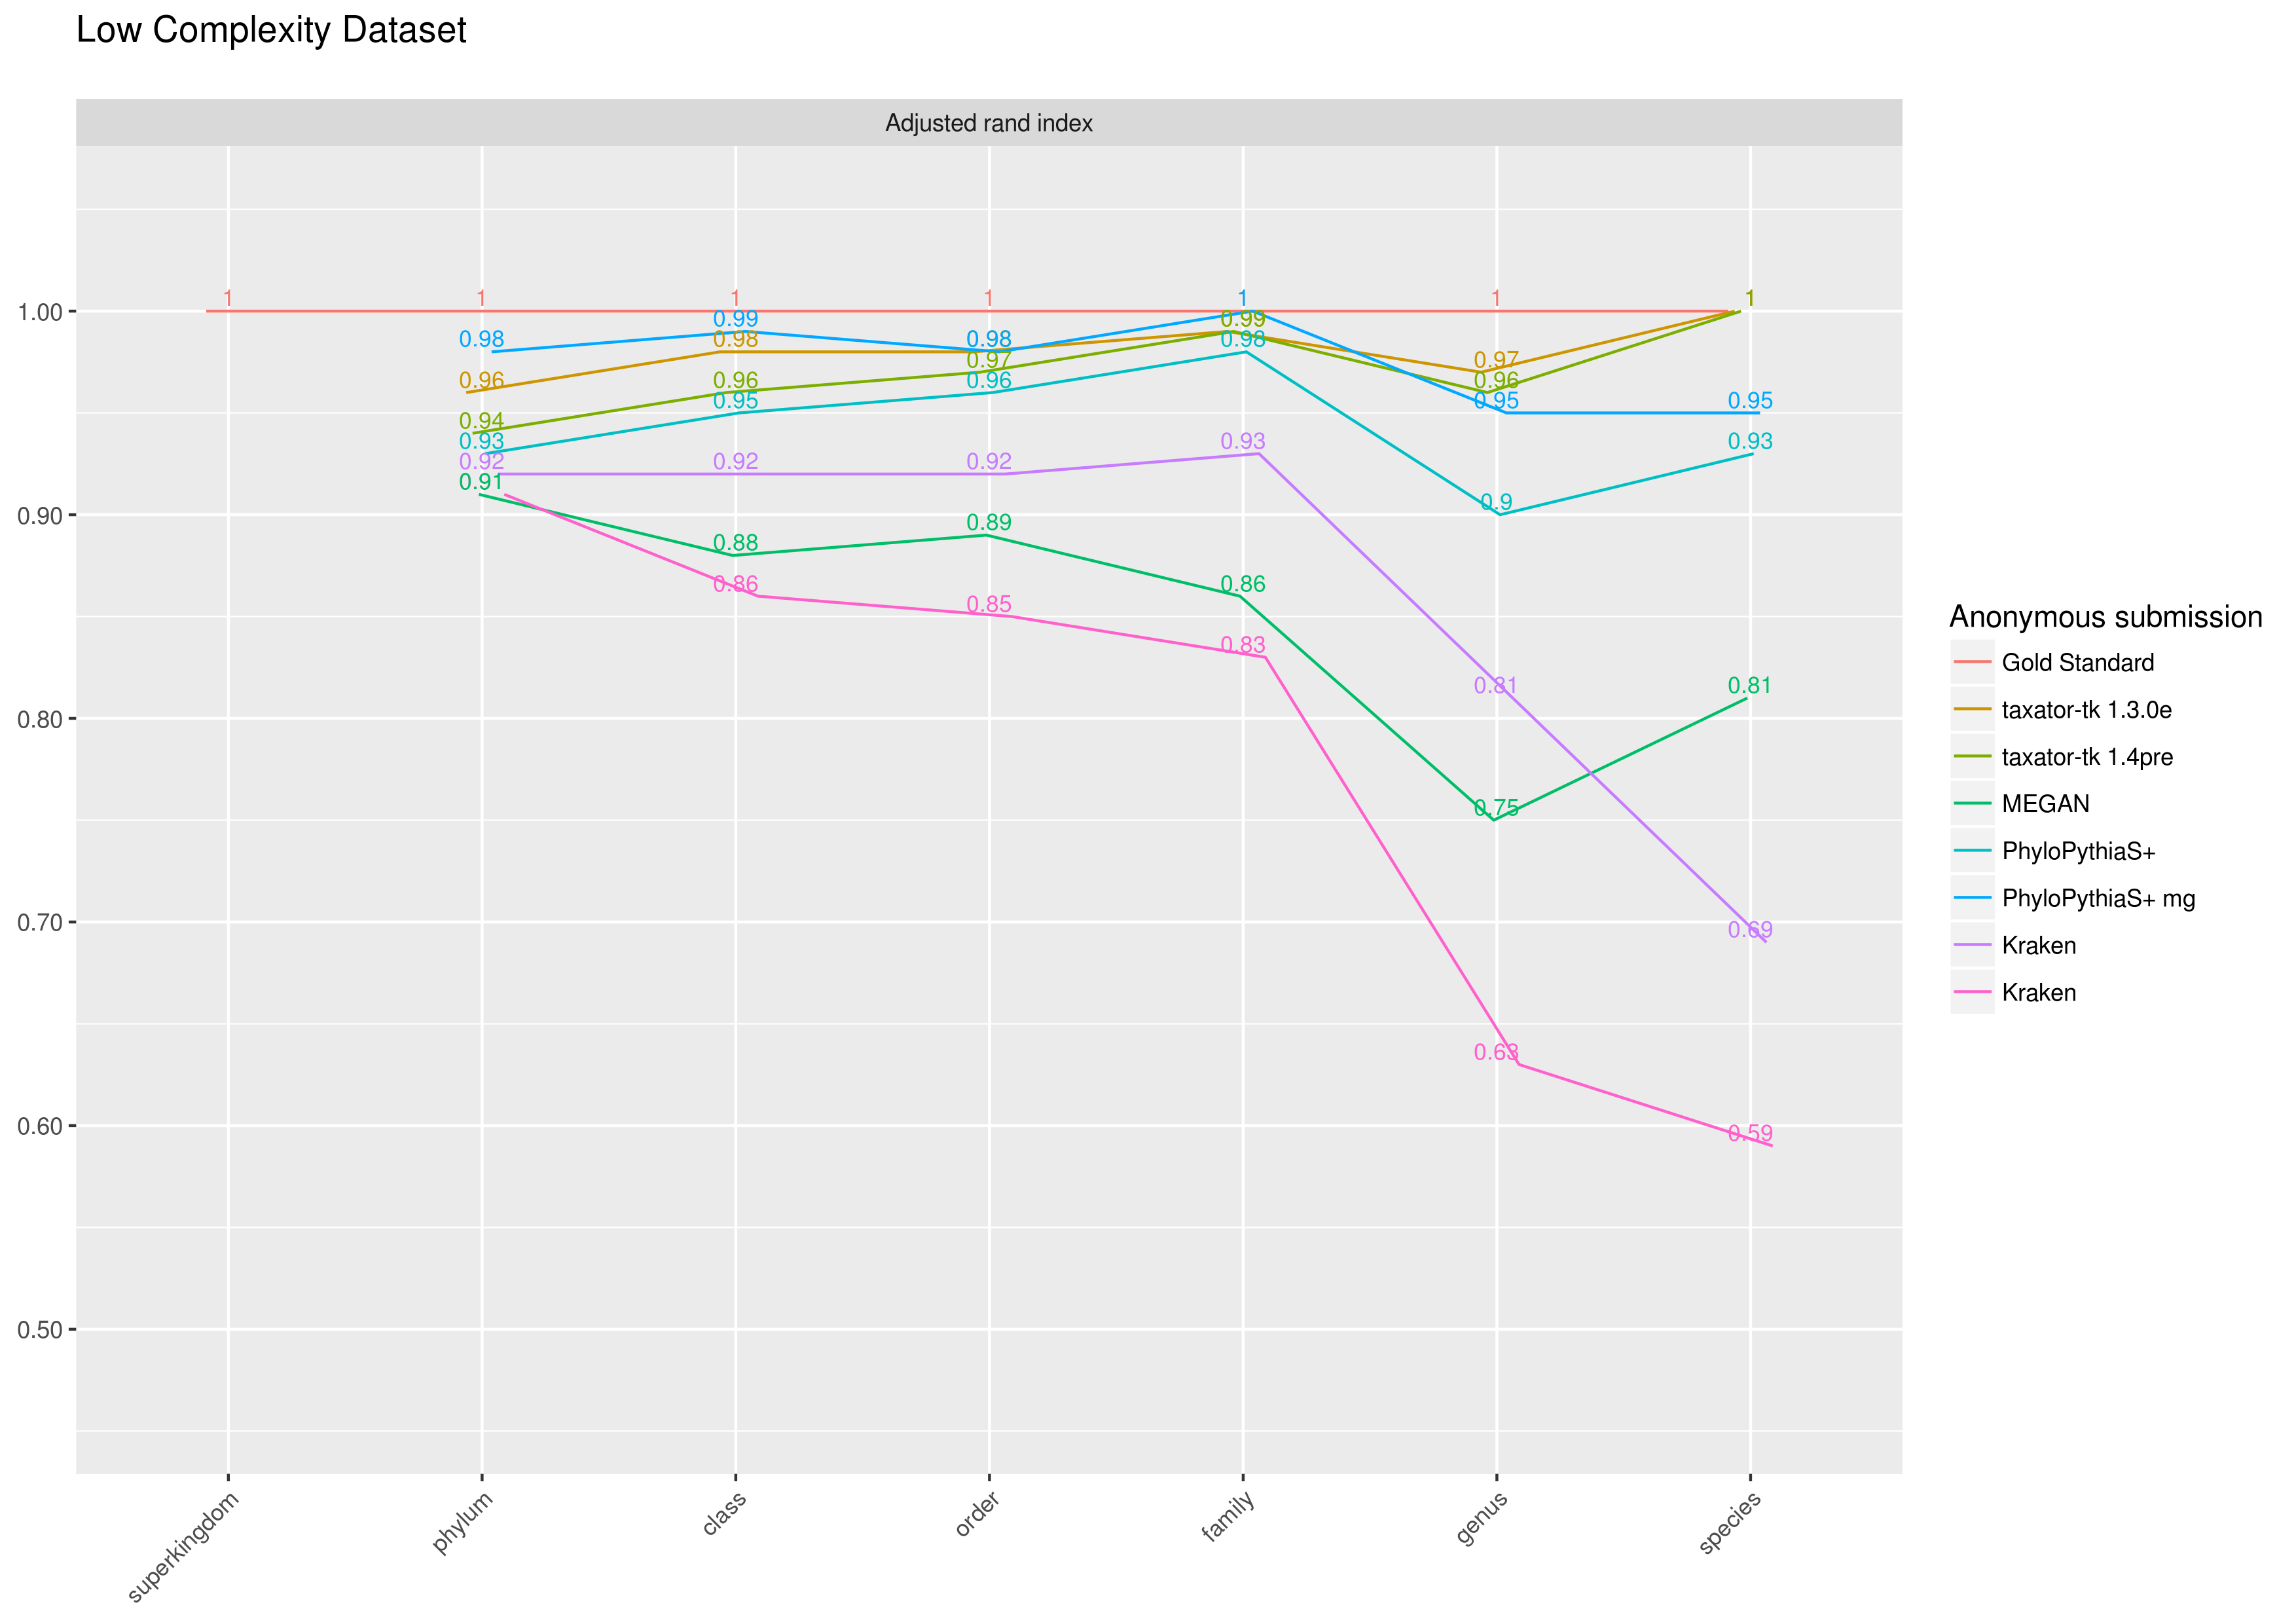 Low Complexity Dataset
Adjusted rand index
1 1 1 1 1 1 1
0.99 0.99
0.98 0.98 0.98 0.98
0.97 0.97
0.96 0.96 0.96 0.96
0.95 0.95 0.95
0.94
0.93 0.93 0.93
0.92 0.92 0.92
0.91
0.9
0.89
0.88
0.86 0.86
0.85
0.83
0.81 0.81
0.75
0.69
0.63
0.59
1.00
0.90
0.80
0.70
0.60
0.50
superkingdom
phylum
class
order
family
genus
species
Anonymous submission
Gold Standard
taxator-tk 1.3.0e
taxator-tk 1.4pre
MEGAN
PhyloPythiaS+
PhyloPythiaS+ mg
Kraken
Kraken